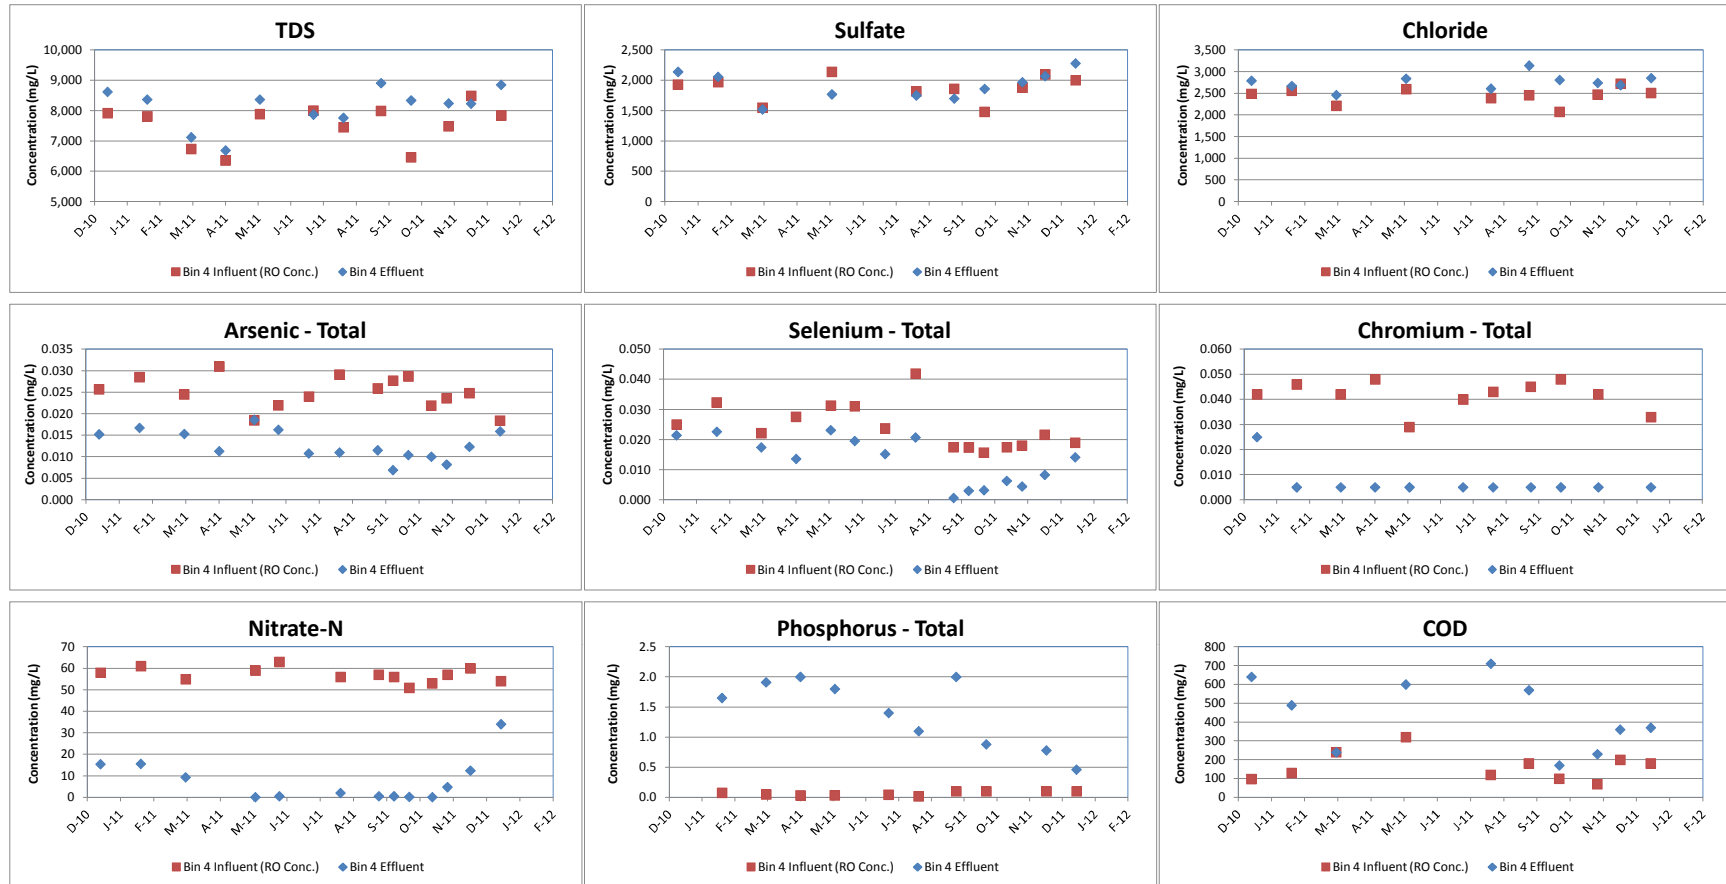 TDS
Concentration (mg/L)
10,000
9,000
8,000
7,000
6,000
5,000
D-10 J-11 F-11 M-11 A-11 M-11 J-11 J-11 A-11 S-11 O-11 N-11 D-11 J-12 F-12
Bin 4 Influent (RO Conc.) Bin 4 Effluent
Sulfate
Concentration (mg/L)
2,500
2,000
1,500
1,000
500
0
D-10 J-11 F-11 M-11 A-11 M-11 J-11 J-11 A-11 S-11 O-11 N-11 D-11 J-12 F-12
Bin 4 Influent (RO Conc.) Bin 4 Effluent
Chloride
Concentration (mg/L)
3,500
3,000
2,500
2,000
1,500
1,000
500
0
D-10 J-11 F-11 M-11 A-11 M-11 J-11 J-11 A-11 S-11 O-11 N-11 D-11 J-12 F-12
Bin 4 Influent (RO Conc.) Bin 4 Effluent
Arsenic - Total
Concentration (mg/L)
0.035
0.030
0.025
0.020
0.015
0.010
0.005
0.000
D-10 J-11 F-11 M-11 A-11 M-11 J-11 J-11 A-11 S-11 O-11 N-11 D-11 J-12 F-12
Bin 4 Influent (RO Conc.) Bin 4 Effluent
Selenium - Total
Concentration (mg/L)
0.050
0.040
0.030
0.020
0.010
0.000
D-10 J-11 F-11 M-11 A-11 M-11 J-11 J-11 A-11 S-11 O-11 N-11 D-11 J-12 F-12
Bin 4 Influent (RO Conc.) Bin 4 Effluent
Chromium - Total
Concentration (mg/L)
0.060
0.050
0.040
0.030
0.020
0.010
0.000
D-10 J-11 F-11 M-11 A-11 M-11 J-11 J-11 A-11 S-11 O-11 N-11 D-11 J-12 F-12
Bin 4 Influent (RO Conc.) Bin 4 Effluent
Nitrate-N
Concentration (mg/L)
70
60
50
40
30
20
10
0
D-10 J-11 F-11 M-11 A-11 M-11 J-11 J-11 A-11 S-11 O-11 N-11 D-11 J-12 F-12
Bin 4 Influent (RO Conc.) Bin 4 Effluent
Phosphorus - Total
Concentration (mg/L)
2.5
2.0
1.5
1.0
0.5
0.0
D-10 J-11 F-11 M-11 A-11 M-11 J-11 J-11 A-11 S-11 O-11 N-11 D-11 J-12 F-12
Bin 4 Influent (RO Conc.) Bin 4 Effluent
COD
Concentration (mg/L)
800
700
600
500
400
300
200
100
0
D-10 J-11 F-11 M-11 A-11 M-11 J-11 J-11 A-11 S-11 O-11 N-11 D-11 J-12 F-12
Bin 4 Influent (RO Conc.) Bin 4 Effluent